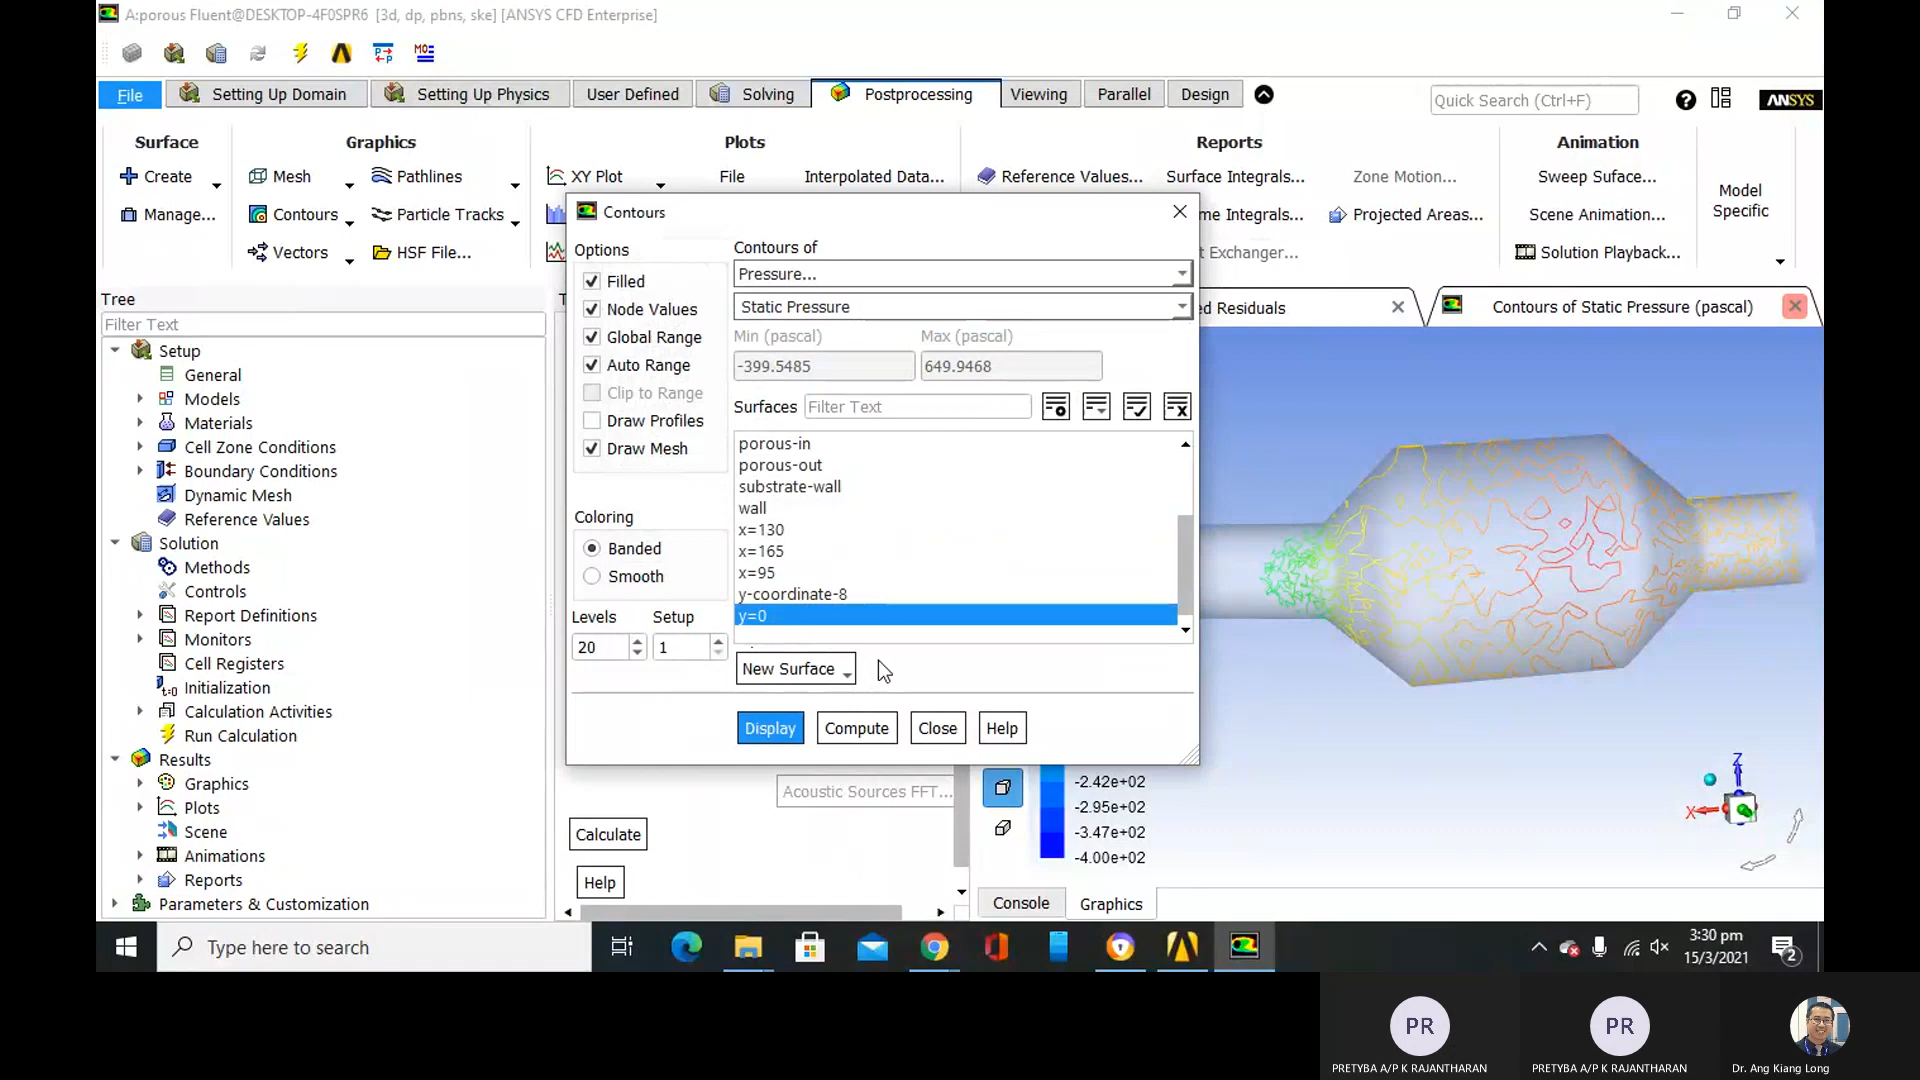 A:porous Fluent@DESKTOP-4F0SPR6 [3d, dp, pbns, ske] [ANSYS CFD Enterprise]
File
Setting Up Domain
Setting Up Physics
User Defined
Solving
Postprocessing
Viewing
Parallel
Design
Quick Search (Ctrl+F)
ANSYS
Surface
Graphics
Plots
Reports
Animation
Create
Mesh
Pathlines
XY Plot
File
Interpolated Data...
Reference Values...
Surface Integrals...
Zone Motion...
Sweep Suface...
Model
Specific
Manage...
Contours
Particle Tracks
me Integrals...
Projected Areas...
Scene Animation...
Vectors
HSF File...
t Exchanger...
Solution Playback...
Tree
Filter Text
Setup
General
Models
Materials
Cell Zone Conditions
Boundary Conditions
Dynamic Mesh
Reference Values
Solution
Methods
Controls
Report Definitions
Monitors
Cell Registers
t=0 Initialization
Calculation Activities
Run Calculation
Results
Graphics
Plots
Scene
Animations
Reports
Parameters & Customization
Contours
Options
Filled
Node Values
Global Range
Auto Range
Clip to Range
Draw Profiles
Draw Mesh
Coloring
Banded
Smooth
Levels
Setup
20
1
Contours of
Pressure...
Static Pressure
Min (pascal)
Max (pascal)
-399.5485
649.9468
Surfaces
Filter Text
porous-in
porous-out
substrate-wall
wall
x=130
x=165
x=95
y-coordinate-8
y=0
New Surface
Display
Compute
Close
Help
Acoustic Sources FFT...
Calculate
Help
ed Residuals
Contours of Static Pressure (pascal)
-2.42e+02
-2.95e+02
-3.47e+02
-4.00e+02
Z
X
Console
Graphics
Type here to search
3:30 pm
15/3/2021
2
PR
PR
PRETYBA A/P K RAJANTHARAN
PRETYBA A/P K RAJANTHARAN
Dr. Ang Kiang Long